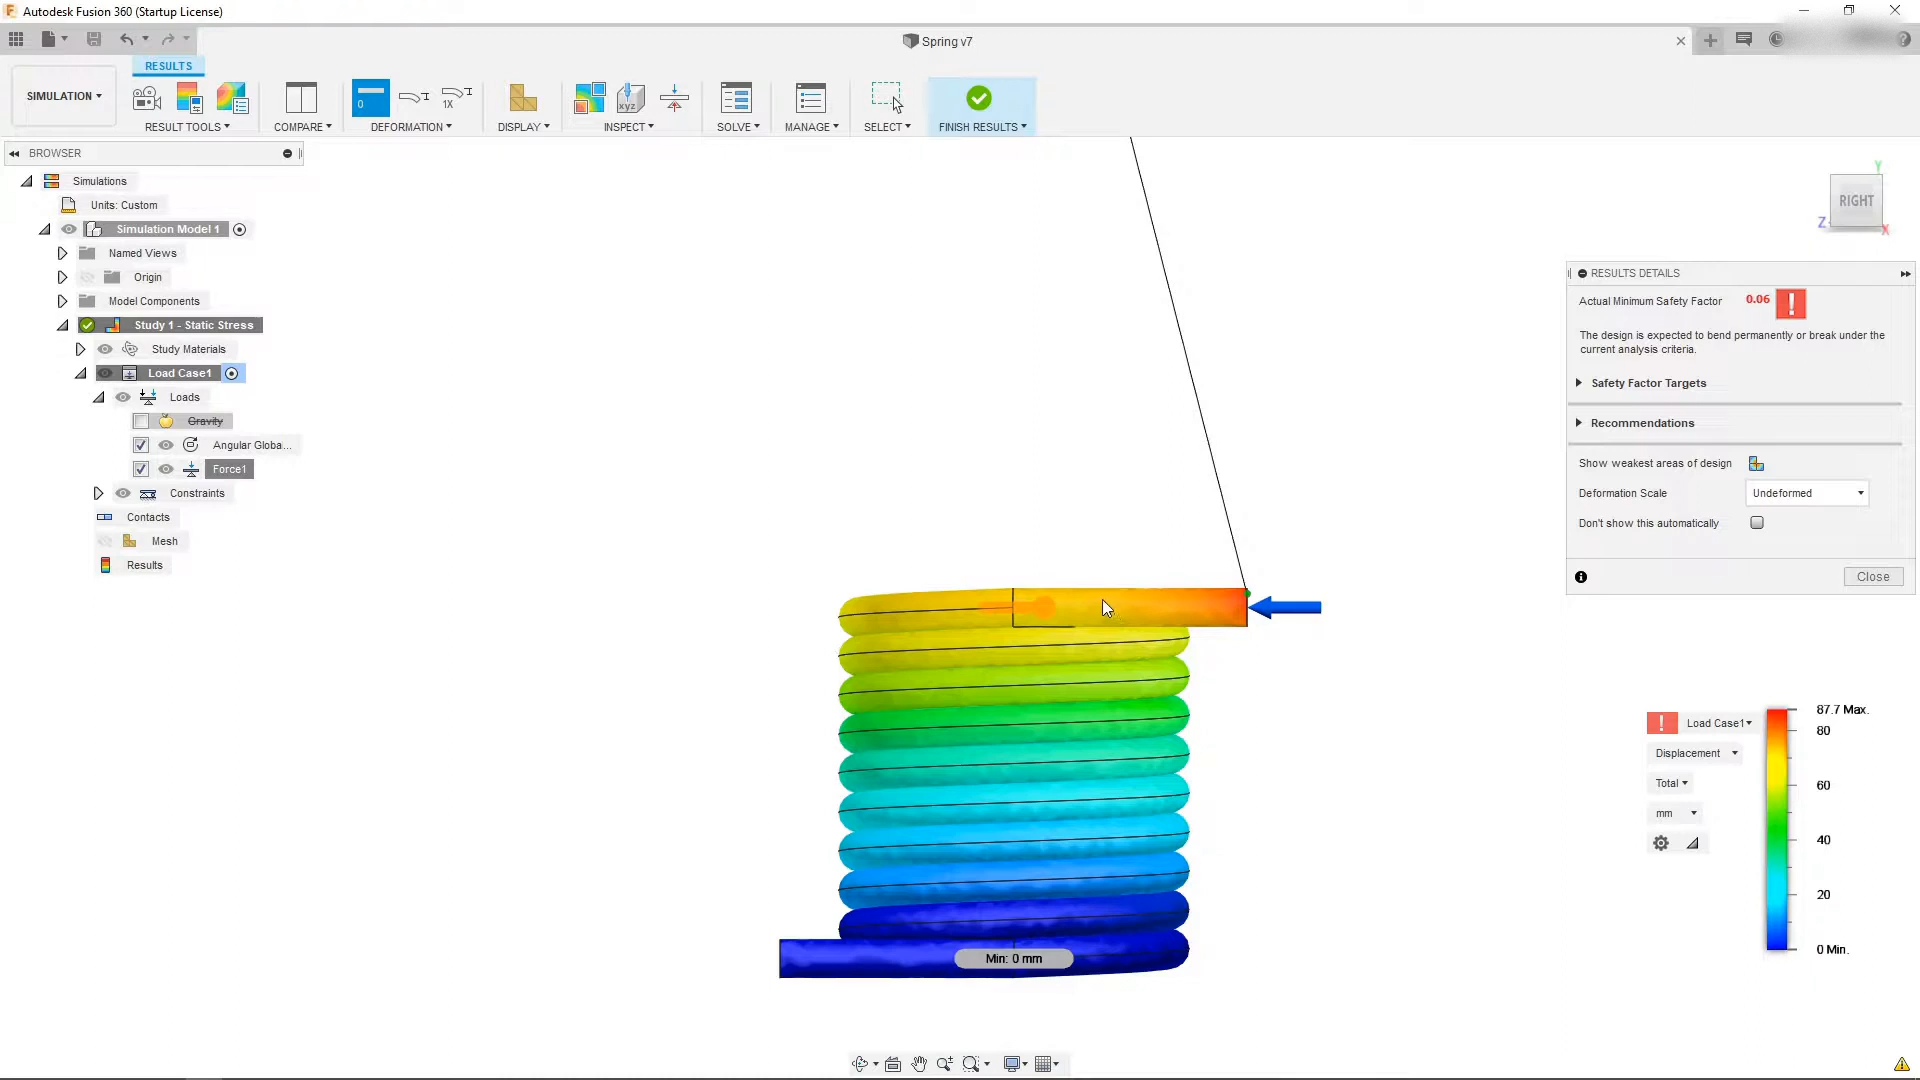 Autodesk Fusion 360 (Startup License)
Spring v7
RESULTS
SIMULATION
0
1X
xyz
RESULT TOOLS
COMPARE
DEFORMATION
DISPLAY
INSPECT
SOLVE
MANAGE
SELECT
FINISH RESULTS
BROWSER
Simulations
Units: Custom
Simulation Model 1
Named Views
Origin
Model Components
Study 1 - Static Stress
Study Materials
Load Case1
Loads
Gravity
Angular Globa...
Force1
Constraints
Contacts
Mesh
Results
Y
RIGHT
Z
X
RESULTS DETAILS
Actual Minimum Safety Factor 0.06
The design is expected to bend permanently or break under the
current analysis criteria.
Safety Factor Targets
Recommendations
Show weakest areas of design
Deformation Scale Undeformed
Don't show this automatically
Close
Load Case1
Displacement
Total
mm
87.7 Max.
80
60
40
20
0 Min.
Min: 0 mm